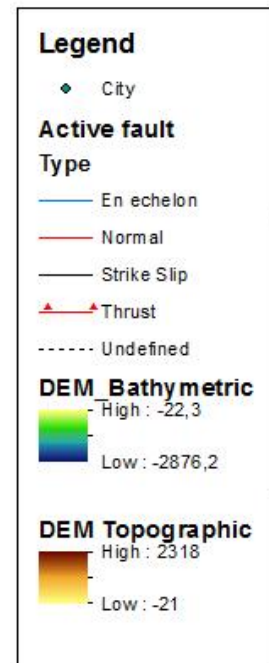 Legend
City
Active fault
Type
En echelon
Normal
Strike Slip
Thrust
Undefined
DEM_Bathymetric
High : -22,3
Low : -2876,2
DEM Topographic
High : 2318
Low : -21